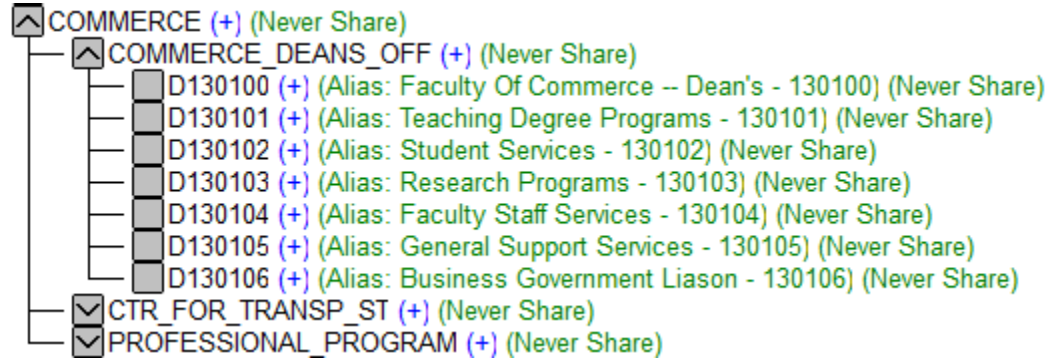 COMMERCE (+) (Never Share)
COMMERCE_DEANS_OFF (+) (Never Share)
D130100 (+) (Alias: Faculty Of Commerce -- Dean's - 130100) (Never Share)
D130101 (+) (Alias: Teaching Degree Programs - 130101) (Never Share)
D130102 (+) (Alias: Student Services - 130102) (Never Share)
D130103 (+) (Alias: Research Programs - 130103) (Never Share)
D130104 (+) (Alias: Faculty Staff Services - 130104) (Never Share)
D130105 (+) (Alias: General Support Services - 130105) (Never Share)
D130106 (+) (Alias: Business Government Liason - 130106) (Never Share)
CTR_FOR_TRANSP_ST (+) (Never Share)
PROFESSIONAL_PROGRAM (+) (Never Share)